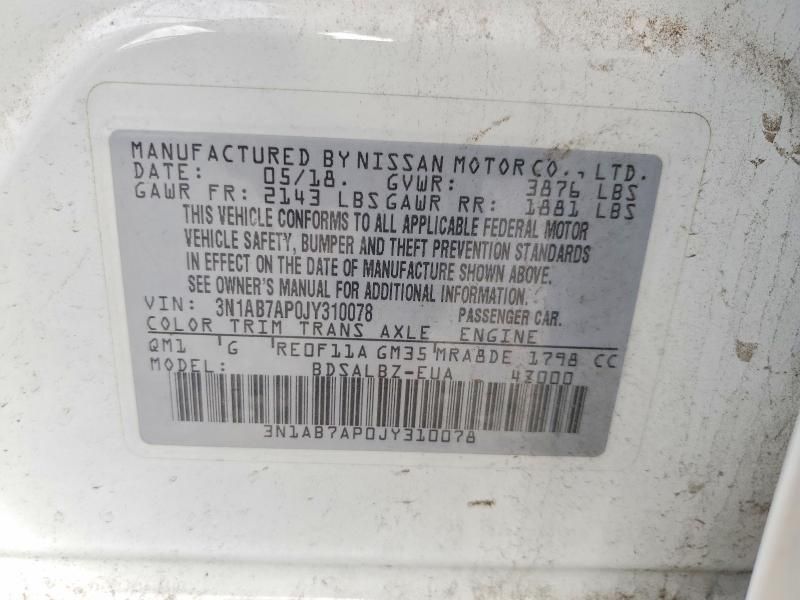 MANUFACTURED BY NISSAN MOTOR CO., LTD.
DATE: 05/18. GVWR: 3876 LBS
GAWR FR: 2143 LBS GAWR RR: 1881 LBS
THIS VEHICLE CONFORMS TO ALL APPLICABLE FEDERAL MOTOR
VEHICLE SAFETY, BUMPER AND THEFT PREVENTION STANDARDS
IN EFFECT ON THE DATE OF MANUFACTURE SHOWN ABOVE.
SEE OWNER'S MANUAL FOR ADDITIONAL INFORMATION.
VIN: 3N1AB7AP0JY310078 PASSENGER CAR.
COLOR TRIM TRANS AXLE ENGINE
QM1 G RE0F11A GM35 MRA8DE 1798 CC
MODEL: BDSALBZ-EUA 4Z000
3N1AB7AP0JY310078